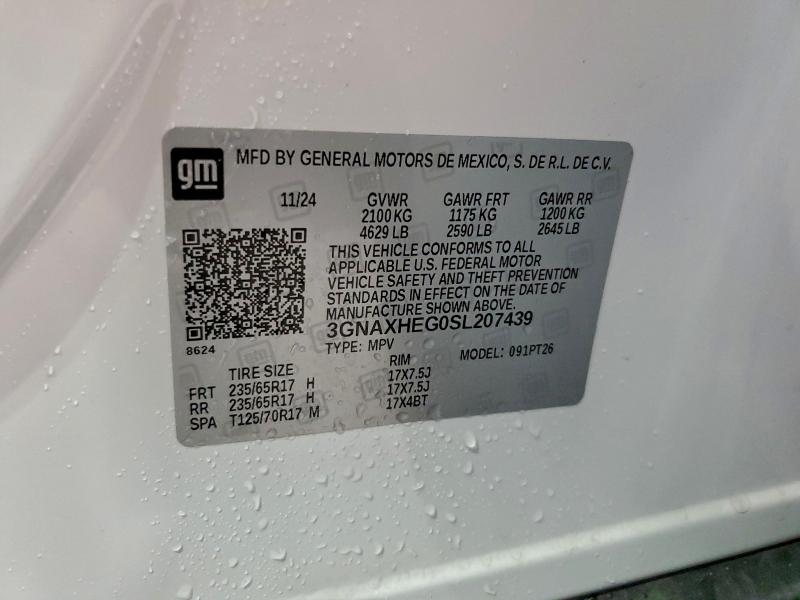 gm MFD BY GENERAL MOTORS DE MEXICO, S. DE R.L. DE C.V.
11/24 GVWR GAWR FRT GAWR RR
2100 KG 1175 KG 1200 KG
4629 LB 2590 LB 2645 LB
THIS VEHICLE CONFORMS TO ALL
APPLICABLE U.S. FEDERAL MOTOR
VEHICLE SAFETY AND THEFT PREVENTION
STANDARDS IN EFFECT ON THE DATE OF
MANUFACTURE SHOWN ABOVE.
3GNAXHEG0SL207439
8624 TYPE: MPV MODEL: 091PT26
TIRE SIZE RIM
FRT 235/65R17 H 17X7.5J
RR 235/65R17 H 17X7.5J
SPA T125/70R17 M 17X4BT